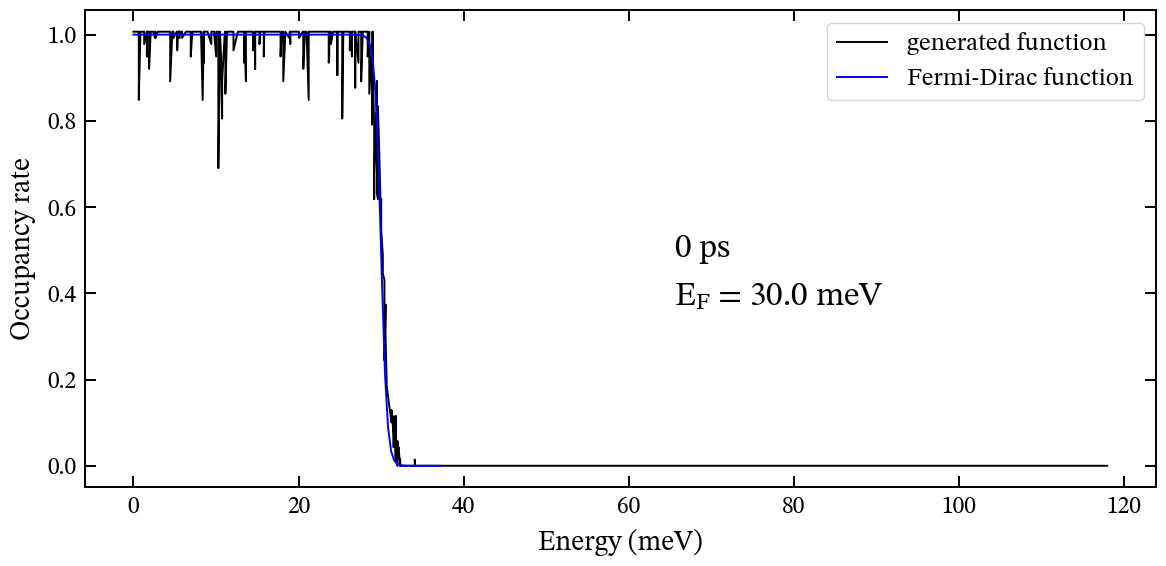 generated function
Fermi-Dirac function
0 ps
E_F = 30.0 meV
Occupancy rate
1.0
0.8
0.6
0.4
0.2
0.0
0 20 40 60 80 100 120
Energy (meV)